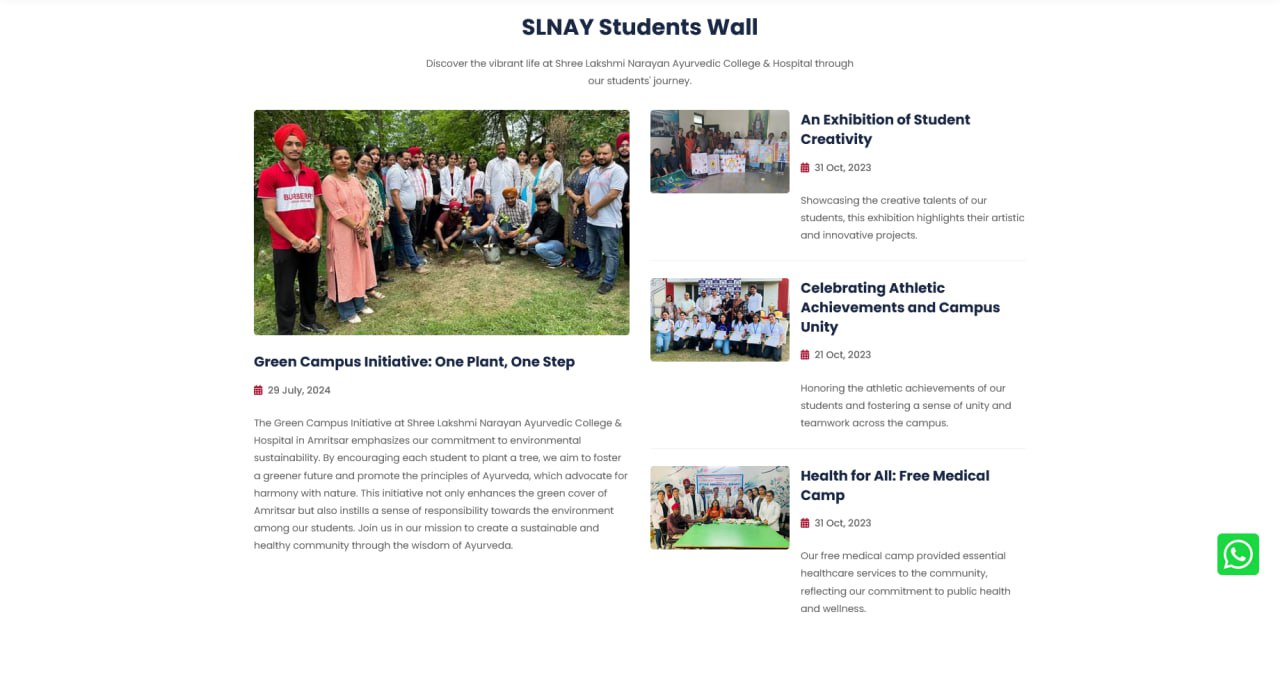 SLNAY Students Wall
Discover the vibrant life at Shree Lakshmi Narayan Ayurvedic College & Hospital through
our students' journey.
BURBERRY
Green Campus Initiative: One Plant, One Step
29 July, 2024
The Green Campus Initiative at Shree Lakshmi Narayan Ayurvedic College &
Hospital in Amritsar emphasizes our commitment to environmental
sustainability. By encouraging each student to plant a tree, we aim to foster
a greener future and promote the principles of Ayurveda, which advocate for
harmony with nature. This initiative not only enhances the green cover of
Amritsar but also instills a sense of responsibility towards the environment
among our students. Join us in our mission to create a sustainable and
healthy community through the wisdom of Ayurveda.
An Exhibition of Student
Creativity
31 Oct, 2023
Showcasing the creative talents of our
students, this exhibition highlights their artistic
and innovative projects.
Celebrating Athletic
Achievements and Campus
Unity
21 Oct, 2023
Honoring the athletic achievements of our
students and fostering a sense of unity and
teamwork across the campus.
Health for All: Free Medical
Camp
31 Oct, 2023
Our free medical camp provided essential
healthcare services to the community,
reflecting our commitment to public health
and wellness.